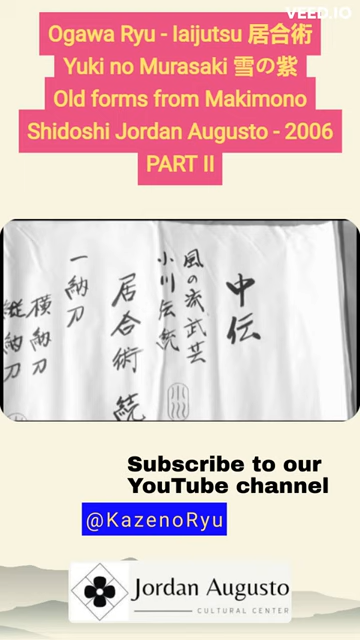 VEED.IO
Ogawa Ryu - Iaijutsu 居合術
Yuki no Murasaki 雪の紫
Old forms from Makimono
Shidoshi Jordan Augusto - 2006
PART II
中伝
風の流武芸
小川伝統
居合術
一納刀
横納刀
縦納刀
Subscribe to our
YouTube channel
@KazenoRyu
Jordan Augusto
CULTURAL CENTER